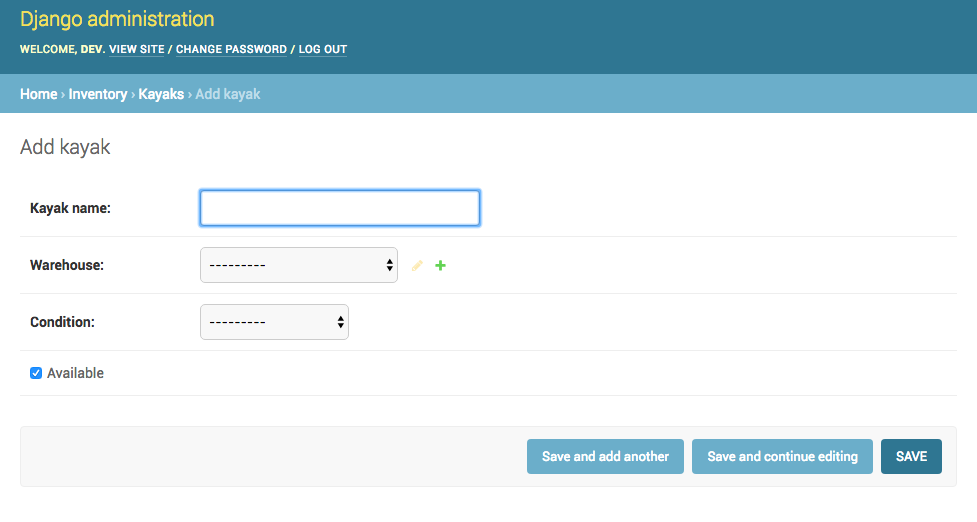 Django administration
WELCOME, DEV. VIEW SITE / CHANGE PASSWORD / LOG OUT
Home › Inventory › Kayaks › Add kayak
Add kayak
Kayak name:
Warehouse: ---------
Condition: ---------
Available
Save and add another Save and continue editing SAVE